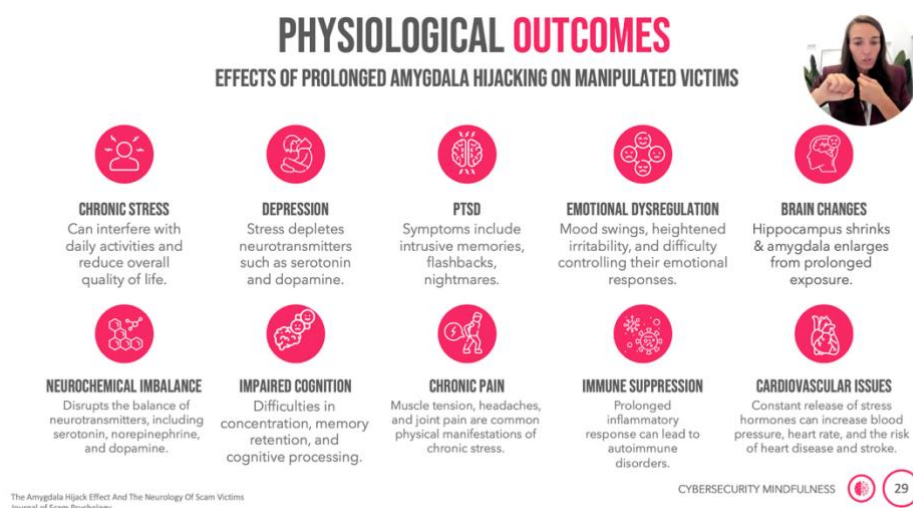 PHYSIOLOGICAL OUTCOMES
EFFECTS OF PROLONGED AMYGDALA HIJACKING ON MANIPULATED VICTIMS
CHRONIC STRESS
Can interfere with
daily activities and
reduce overall
quality of life.
DEPRESSION
Stress depletes
neurotransmitters
such as serotonin
and dopamine.
PTSD
Symptoms include
intrusive memories,
flashbacks,
nightmares.
EMOTIONAL DYSREGULATION
Mood swings, heightened
irritability, and difficulty
controlling their emotional
responses.
BRAIN CHANGES
Hippocampus shrinks
& amygdala enlarges
from prolonged
exposure.
NEUROCHEMICAL IMBALANCE
Disrupts the balance of
neurotransmitters, including
serotonin, norepinephrine,
and dopamine.
IMPAIRED COGNITION
Difficulties in
concentration, memory
retention, and
cognitive processing.
CHRONIC PAIN
Muscle tension, headaches,
and joint pain are common
physical manifestations of
chronic stress.
IMMUNE SUPPRESSION
Prolonged
inflammatory
response can lead to
autoimmune
disorders.
CARDIOVASCULAR ISSUES
Constant release of stress
hormones can increase blood
pressure, heart rate, and the risk
of heart disease and stroke.
The Amygdala Hijack Effect And The Neurology Of Scam Victims
Journal of Scam Psychology
CYBERSECURITY MINDFULNESS
29